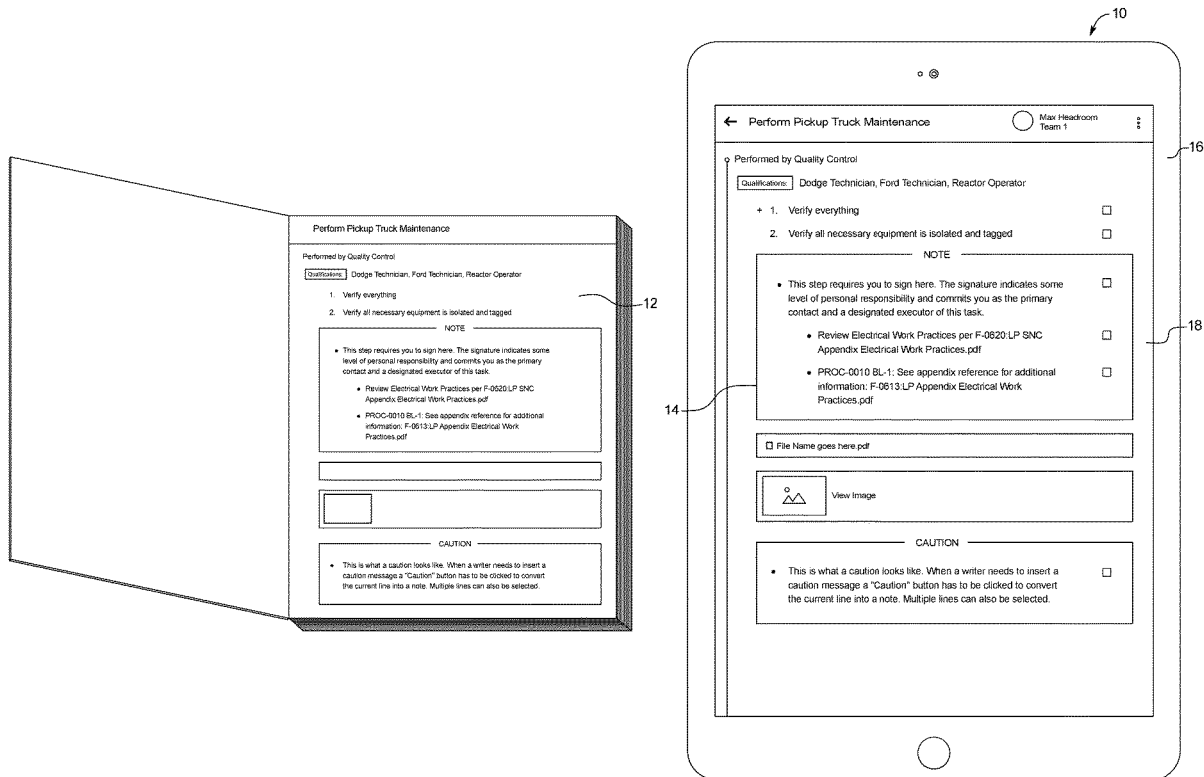 Perform Pickup Truck Maintenance
Performed by Quality Control
Qualifications: Dodge Technician, Ford Technician, Reactor Operator
1. Verify everything
2. Verify all necessary equipment is isolated and tagged
NOTE
• This step requires you to sign here. The signature indicates some
level of personal responsibility and commits you as the primary
contact and a designated executor of this task.
• Review Electrical Work Practices per F-0620:LP SNC
Appendix Electrical Work Practices.pdf
• PROC-0010 BL-1: See appendix reference for additional
information: F-0613:LP Appendix Electrical Work
Practices.pdf
CAUTION
• This is what a caution looks like. When a writer needs to insert a
caution message a "Caution" button has to be clicked to convert
the current line into a note. Multiple lines can also be selected.
12
10
Perform Pickup Truck Maintenance
Max Headroom
Team 1
16
Performed by Quality Control
Qualifications: Dodge Technician, Ford Technician, Reactor Operator
+ 1. Verify everything
2. Verify all necessary equipment is isolated and tagged
NOTE
• This step requires you to sign here. The signature indicates some
level of personal responsibility and commits you as the primary
contact and a designated executor of this task.
18
• Review Electrical Work Practices per F-0620:LP SNC
Appendix Electrical Work Practices.pdf
• PROC-0010 BL-1: See appendix reference for additional
information: F-0613:LP Appendix Electrical Work
Practices.pdf
14
File Name goes here.pdf
View Image
CAUTION
• This is what a caution looks like. When a writer needs to insert a
caution message a "Caution" button has to be clicked to convert
the current line into a note. Multiple lines can also be selected.